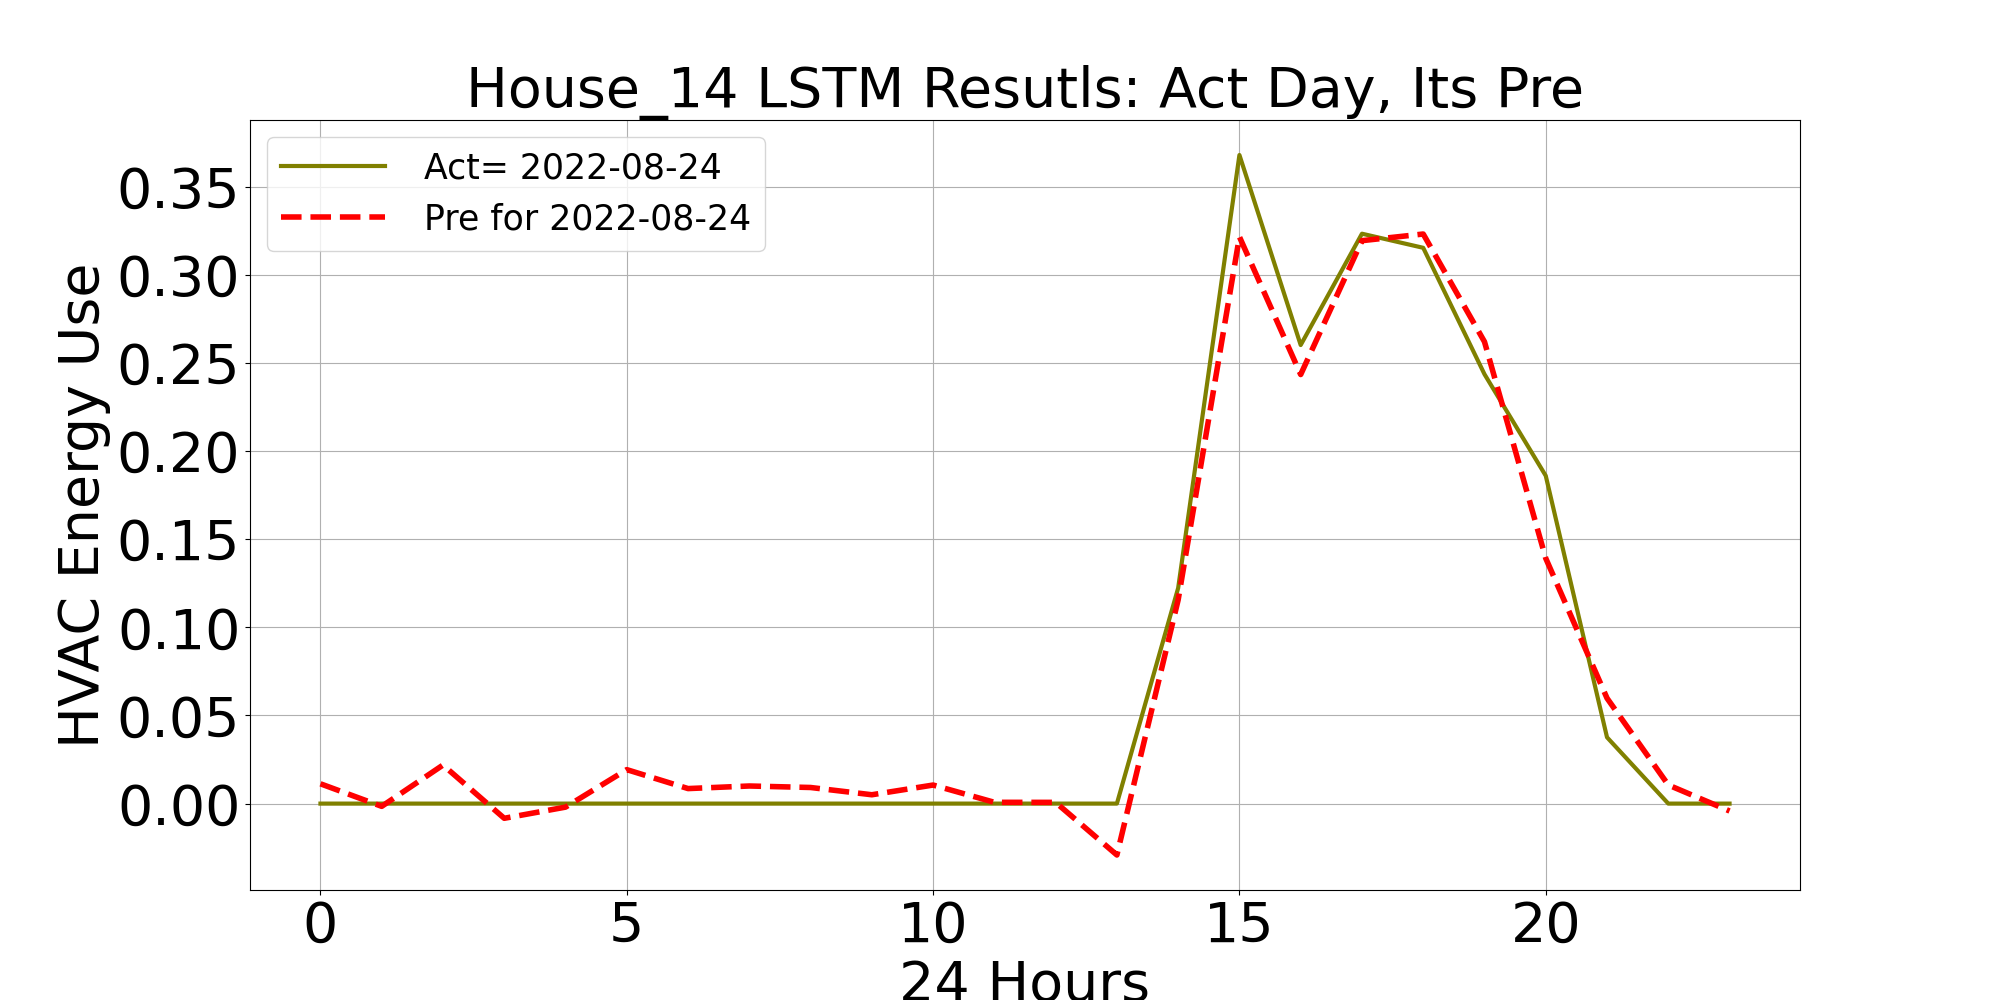 House_14 LSTM Resutls: Act Day, Its Pre
Act= 2022-08-24
Pre for 2022-08-24
HVAC Energy Use
0.35
0.30
0.25
0.20
0.15
0.10
0.05
0.00
0 5 10 15 20
24 Hours